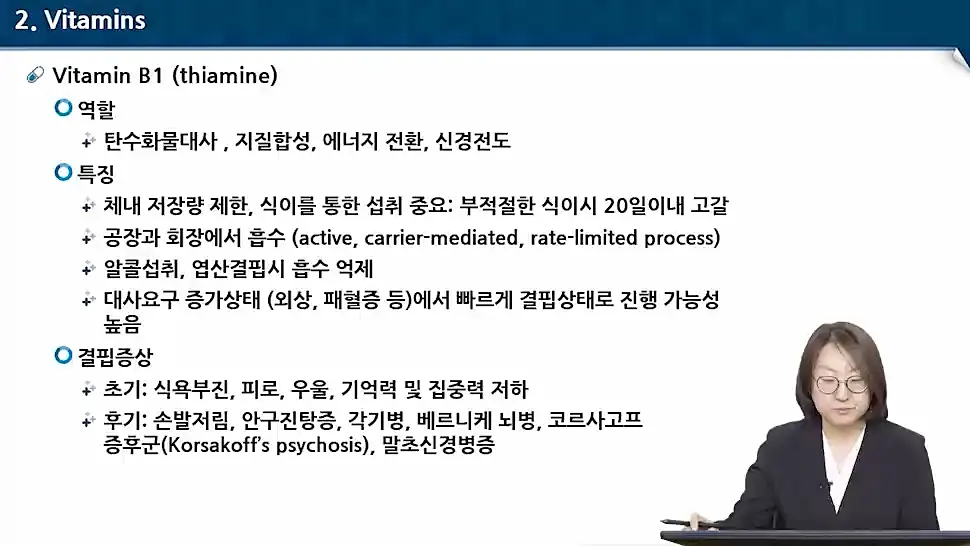 2. Vitamins
Vitamin B1 (thiamine)
역할
탄수화물대사 , 지질합성, 에너지 전환, 신경전도
특징
체내 저장량 제한, 식이를 통한 섭취 중요: 부적절한 식이시 20일이내 고갈
공장과 회장에서 흡수 (active, carrier-mediated, rate-limited process)
알콜섭취, 엽산결핍시 흡수 억제
대사요구 증가상태 (외상, 패혈증 등)에서 빠르게 결핍상태로 진행 가능성
높음
결핍증상
초기: 식욕부진, 피로, 우울, 기억력 및 집중력 저하
후기: 손발저림, 안구진탕증, 각기병, 베르니케 뇌병, 코르사고프
증후군(Korsakoff’s psychosis), 말초신경병증